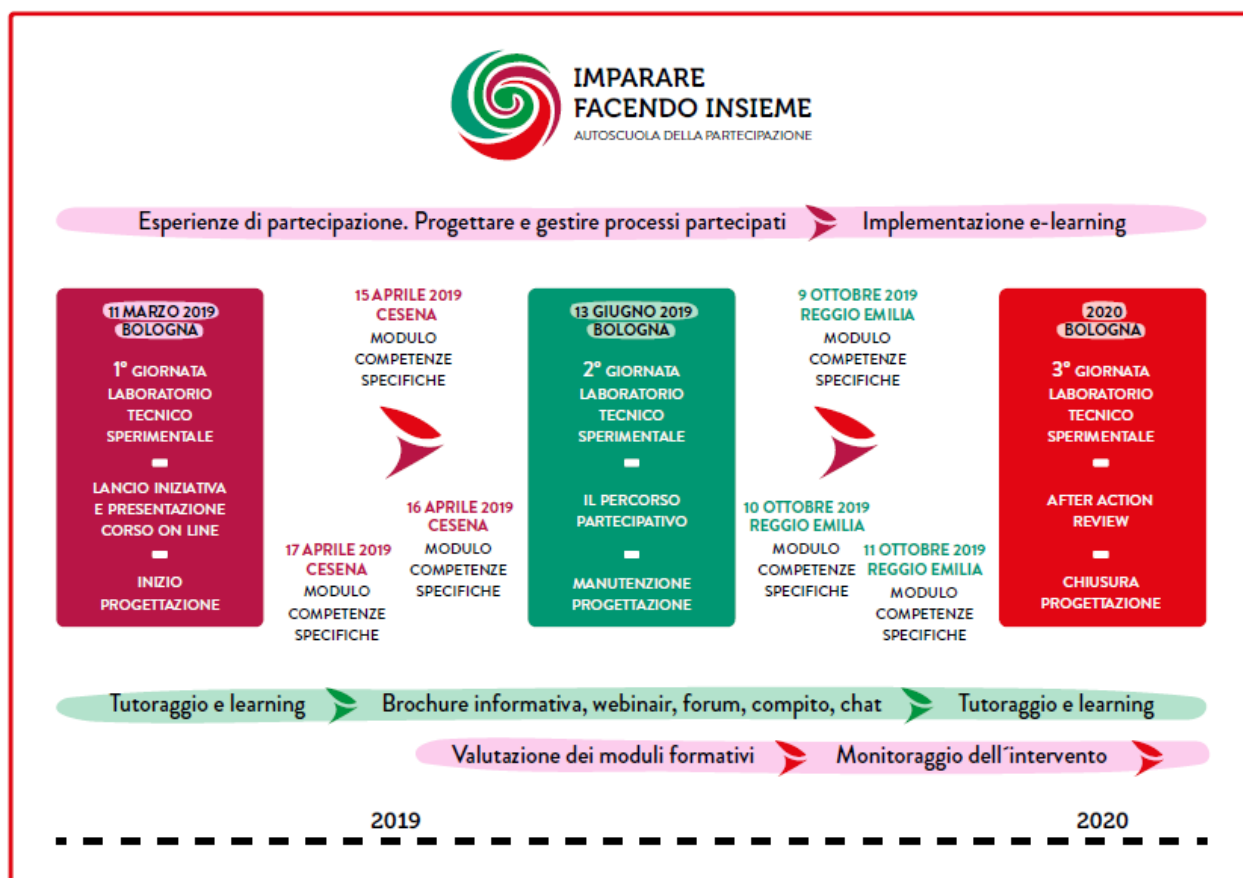 IMPARARE
FACENDO INSIEME
AUTOSCUOLA DELLA PARTECIPAZIONE
Esperienze di partecipazione. Progettare e gestire processi partecipati
Implementazione e-learning
11 MARZO 2019
BOLOGNA
1° GIORNATA
LABORATORIO
TECNICO
SPERIMENTALE
LANCIO INIZIATIVA
E PRESENTAZIONE
CORSO ON LINE
INIZIO
PROGETTAZIONE
15 APRILE 2019
CESENA
MODULO
COMPETENZE
SPECIFICHE
16 APRILE 2019
CESENA
MODULO
COMPETENZE
SPECIFICHE
17 APRILE 2019
CESENA
MODULO
COMPETENZE
SPECIFICHE
13 GIUGNO 2019
BOLOGNA
2° GIORNATA
LABORATORIO
TECNICO
SPERIMENTALE
IL PERCORSO
PARTECIPATIVO
MANUTENZIONE
PROGETTAZIONE
9 OTTOBRE 2019
REGGIO EMILIA
MODULO
COMPETENZE
SPECIFICHE
10 OTTOBRE 2019
REGGIO EMILIA
MODULO
COMPETENZE
SPECIFICHE
11 OTTOBRE 2019
REGGIO EMILIA
MODULO
COMPETENZE
SPECIFICHE
2020
BOLOGNA
3° GIORNATA
LABORATORIO
TECNICO
SPERIMENTALE
AFTER ACTION
REVIEW
CHIUSURA
PROGETTAZIONE
Tutoraggio e learning
Brochure informativa, webinair, forum, compito, chat
Tutoraggio e learning
Valutazione dei moduli formativi
Monitoraggio dell´intervento
2019
2020